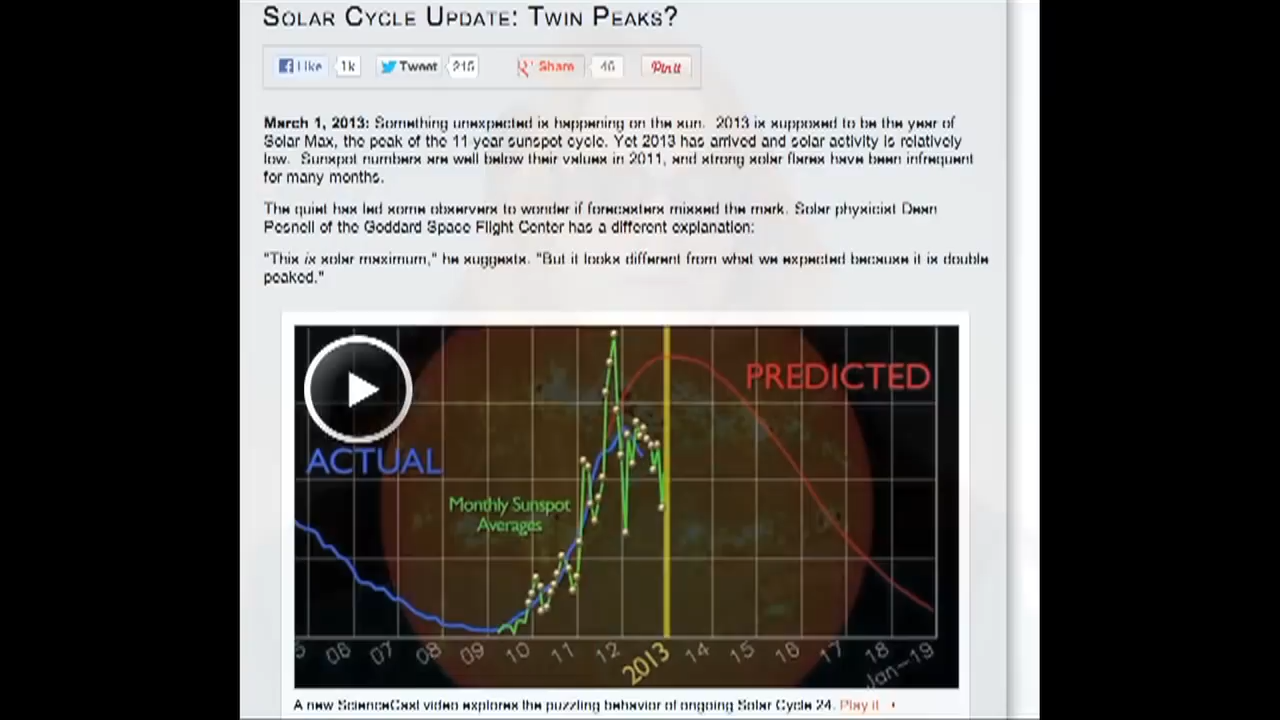 SOLAR CYCLE UPDATE: TWIN PEAKS?
Like 1k Tweet 215 Share 46 Pin it
March 1, 2013: Something unexpected is happening on the sun. 2013 is supposed to be the year of
Solar Max, the peak of the 11 year sunspot cycle. Yet 2013 has arrived and solar activity is relatively
low. Sunspot numbers are well below their values in 2011, and strong solar flares have been infrequent
for many months.
The quiet has led some observers to wonder if forecasters missed the mark. Solar physicist Dean
Pesnell of the Goddard Space Flight Center has a different explanation:
"This is solar maximum," he suggests. "But it looks different from what we expected because it is double
peaked."
PREDICTED
ACTUAL
Monthly Sunspot
Averages
5 06 07 08 09 10 11 12 2013 14 15 16 17 18 Jan-19
A new ScienceCast video explores the puzzling behavior of ongoing Solar Cycle 24. Play it